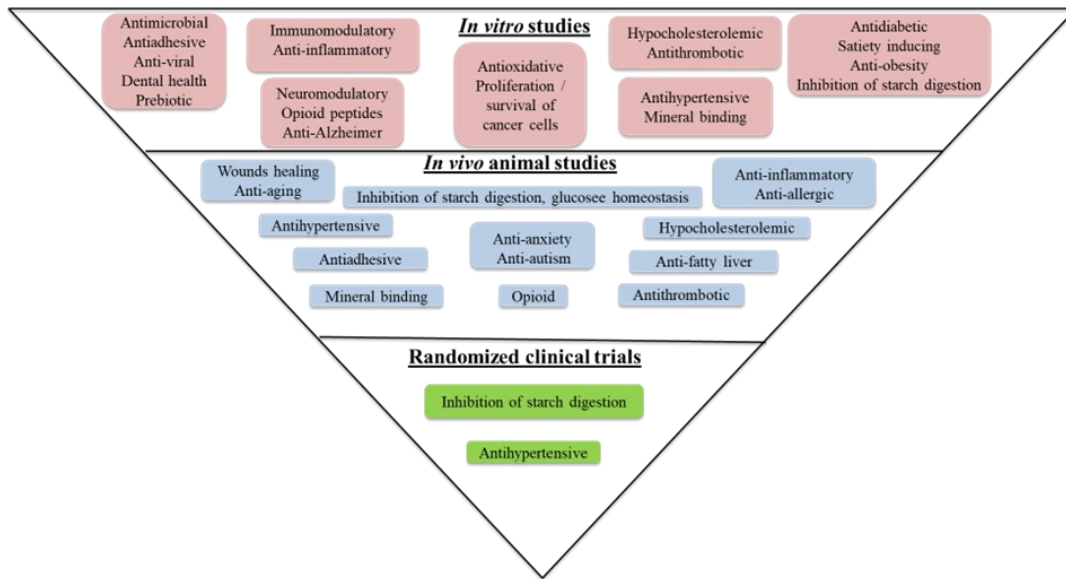 In vitro studies
Antimicrobial
Antiadhesive
Anti-viral
Dental health
Prebiotic
Immunomodulatory
Anti-inflammatory
Neuromodulatory
Opioid peptides
Anti-Alzheimer
Antioxidative
Proliferation /
survival of
cancer cells
Hypocholesterolemic
Antithrombotic
Antihypertensive
Mineral binding
Antidiabetic
Satiety inducing
Anti-obesity
Inhibition of starch digestion
In vivo animal studies
Wounds healing
Anti-aging
Inhibition of starch digestion, glucosee homeostasis
Anti-inflammatory
Anti-allergic
Antihypertensive
Anti-anxiety
Anti-autism
Hypocholesterolemic
Antiadhesive
Anti-fatty liver
Mineral binding
Opioid
Antithrombotic
Randomized clinical trials
Inhibition of starch digestion
Antihypertensive